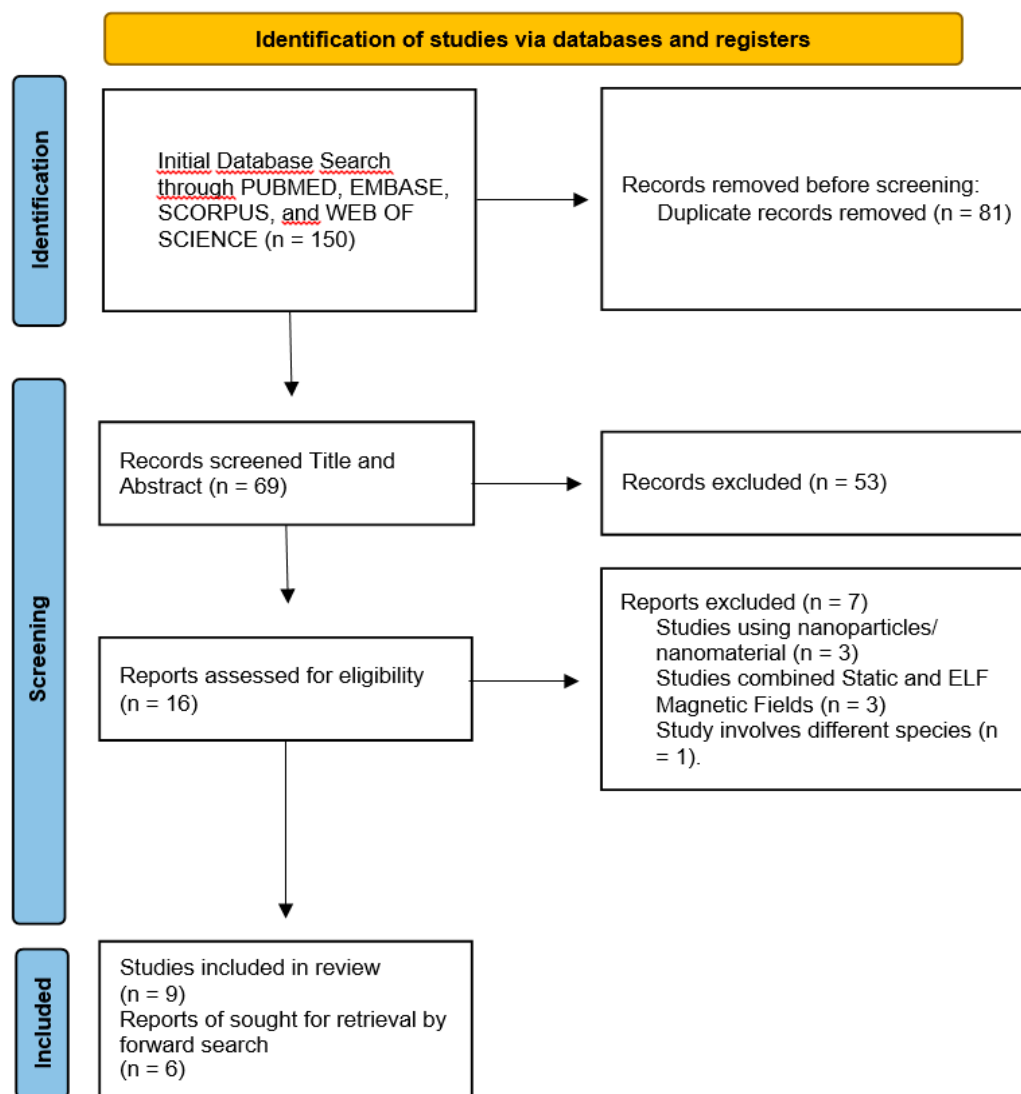 Identification of studies via databases and registers
Identification
Initial Database Search
through PUBMED, EMBASE,
SCORPUS, and WEB OF
SCIENCE (n = 150)
Records removed before screening:
Duplicate records removed (n = 81)
Screening
Records screened Title and
Abstract (n = 69)
Records excluded (n = 53)
Reports assessed for eligibility
(n = 16)
Reports excluded (n = 7)
Studies using nanoparticles/
nanomaterial (n = 3)
Studies combined Static and ELF
Magnetic Fields (n = 3)
Study involves different species (n
= 1).
Included
Studies included in review
(n = 9)
Reports of sought for retrieval by
forward search
(n = 6)